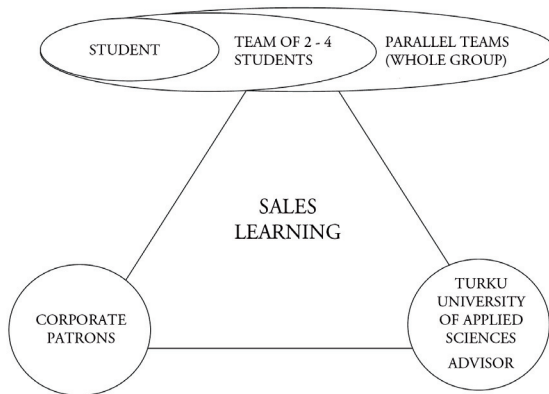 STUDENT
TEAM OF 2 - 4
STUDENTS
PARALLEL TEAMS
(WHOLE GROUP)
SALES
LEARNING
CORPORATE
PATRONS
TURKU
UNIVERSITY
OF APPLIED
SCIENCES
ADVISOR